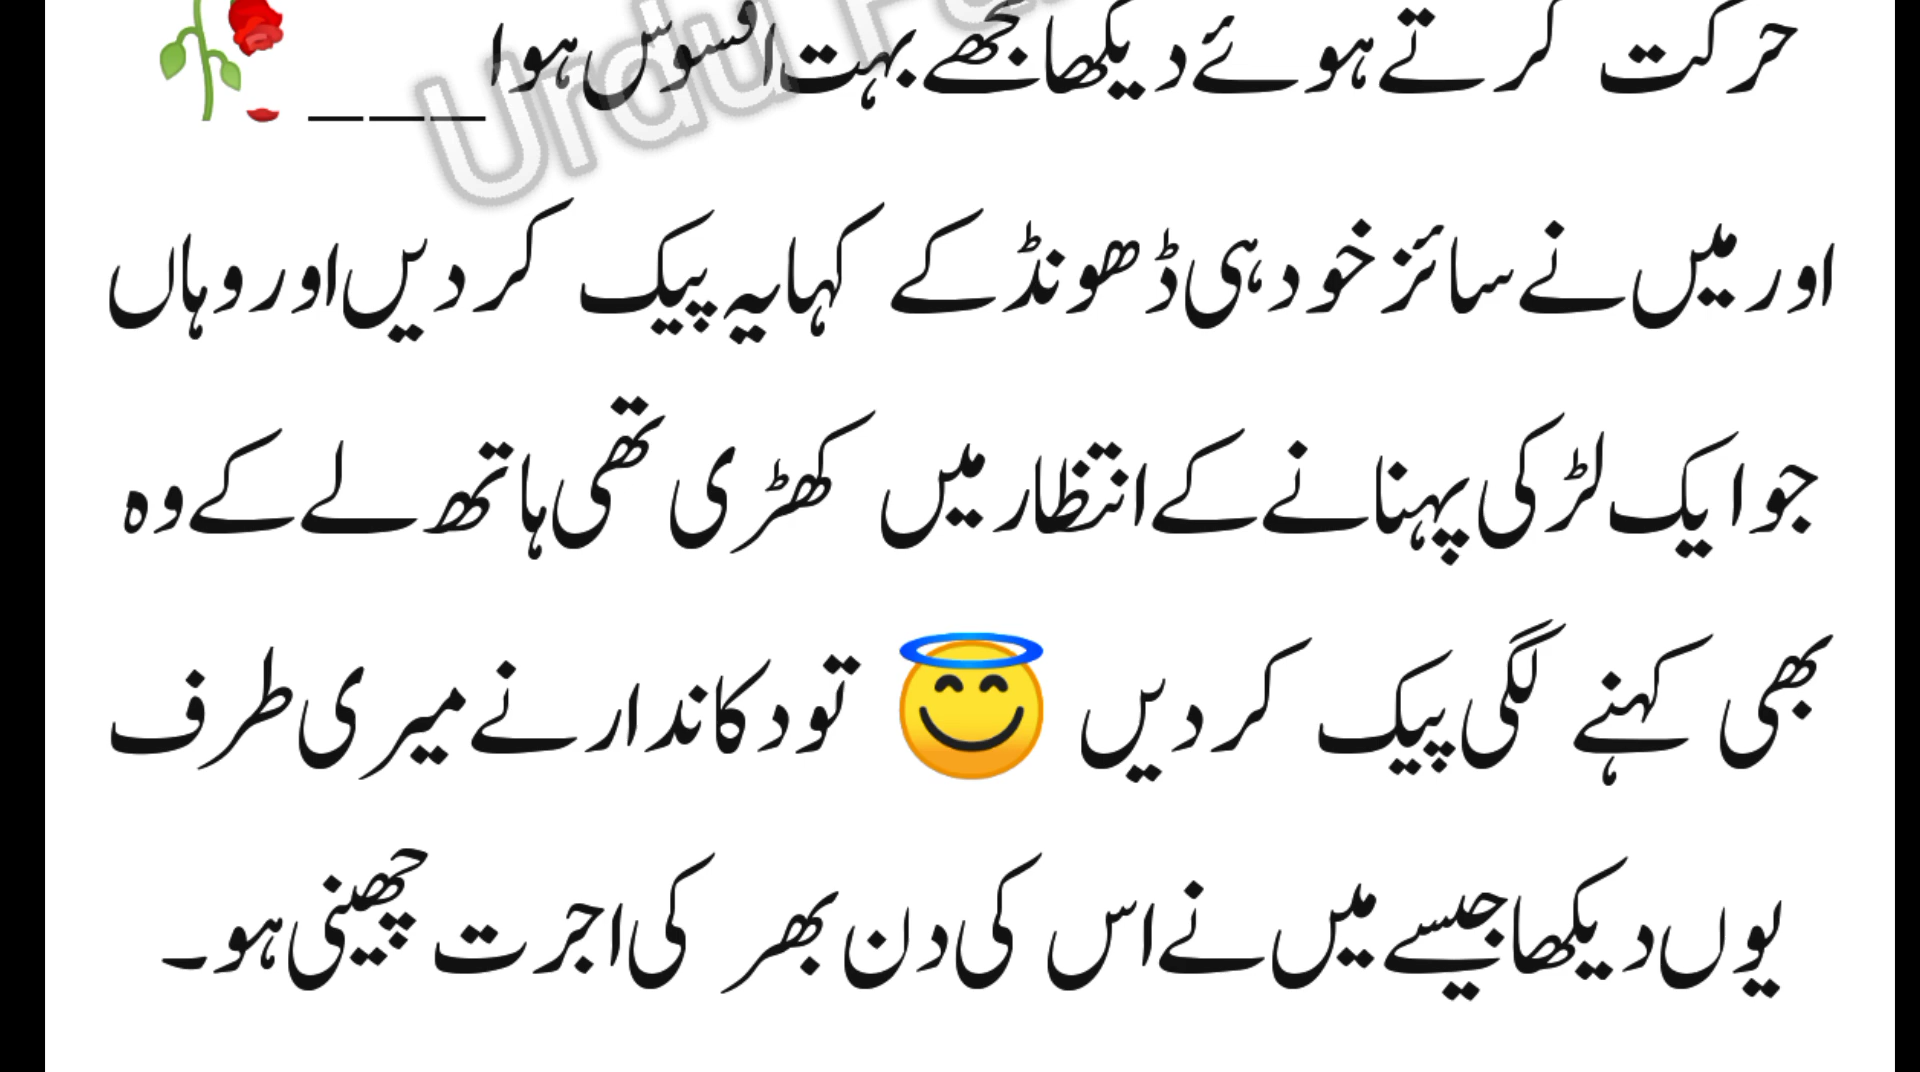 حرکت کرتے ہوئے دیکھا مجھے بہت افسوس ہوا ___🥀
اور میں نے سائز خود ہی ڈھونڈ کے کہا یہ پیک کر دیں اور وہاں
جو ایک لڑکی پہنانے کے انتظار میں کھڑی تھی ہاتھ لے کے وہ
بھی کہنے لگی پیک کر دیں 😇 تو دکاندار نے میری طرف
یوں دیکھا جیسے میں نے اس کی دن بھر کی اجرت چھینی ہو۔
Urdu